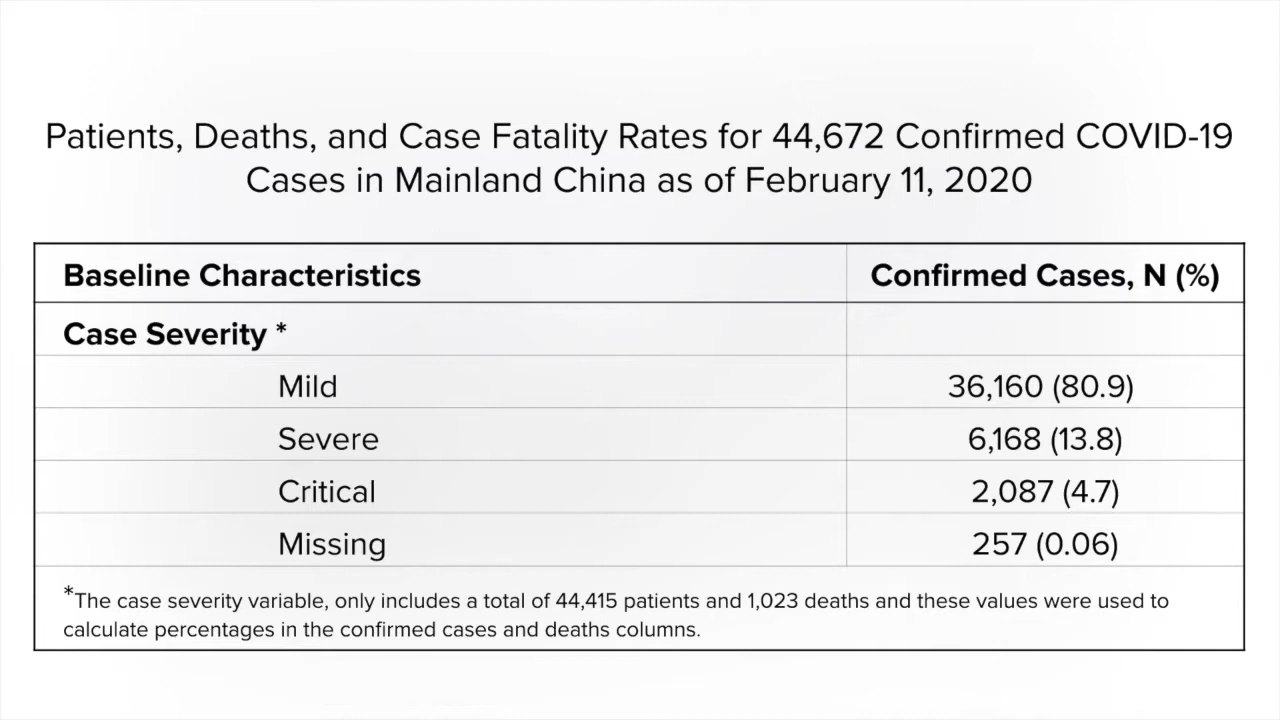 Patients, Deaths, and Case Fatality Rates for 44,672 Confirmed COVID-19
Cases in Mainland China as of February 11, 2020
Baseline Characteristics Confirmed Cases, N (%)
Case Severity *
Mild 36,160 (80.9)
Severe 6,168 (13.8)
Critical 2,087 (4.7)
Missing 257 (0.06)
*The case severity variable, only includes a total of 44,415 patients and 1,023 deaths and these values were used to
calculate percentages in the confirmed cases and deaths columns.